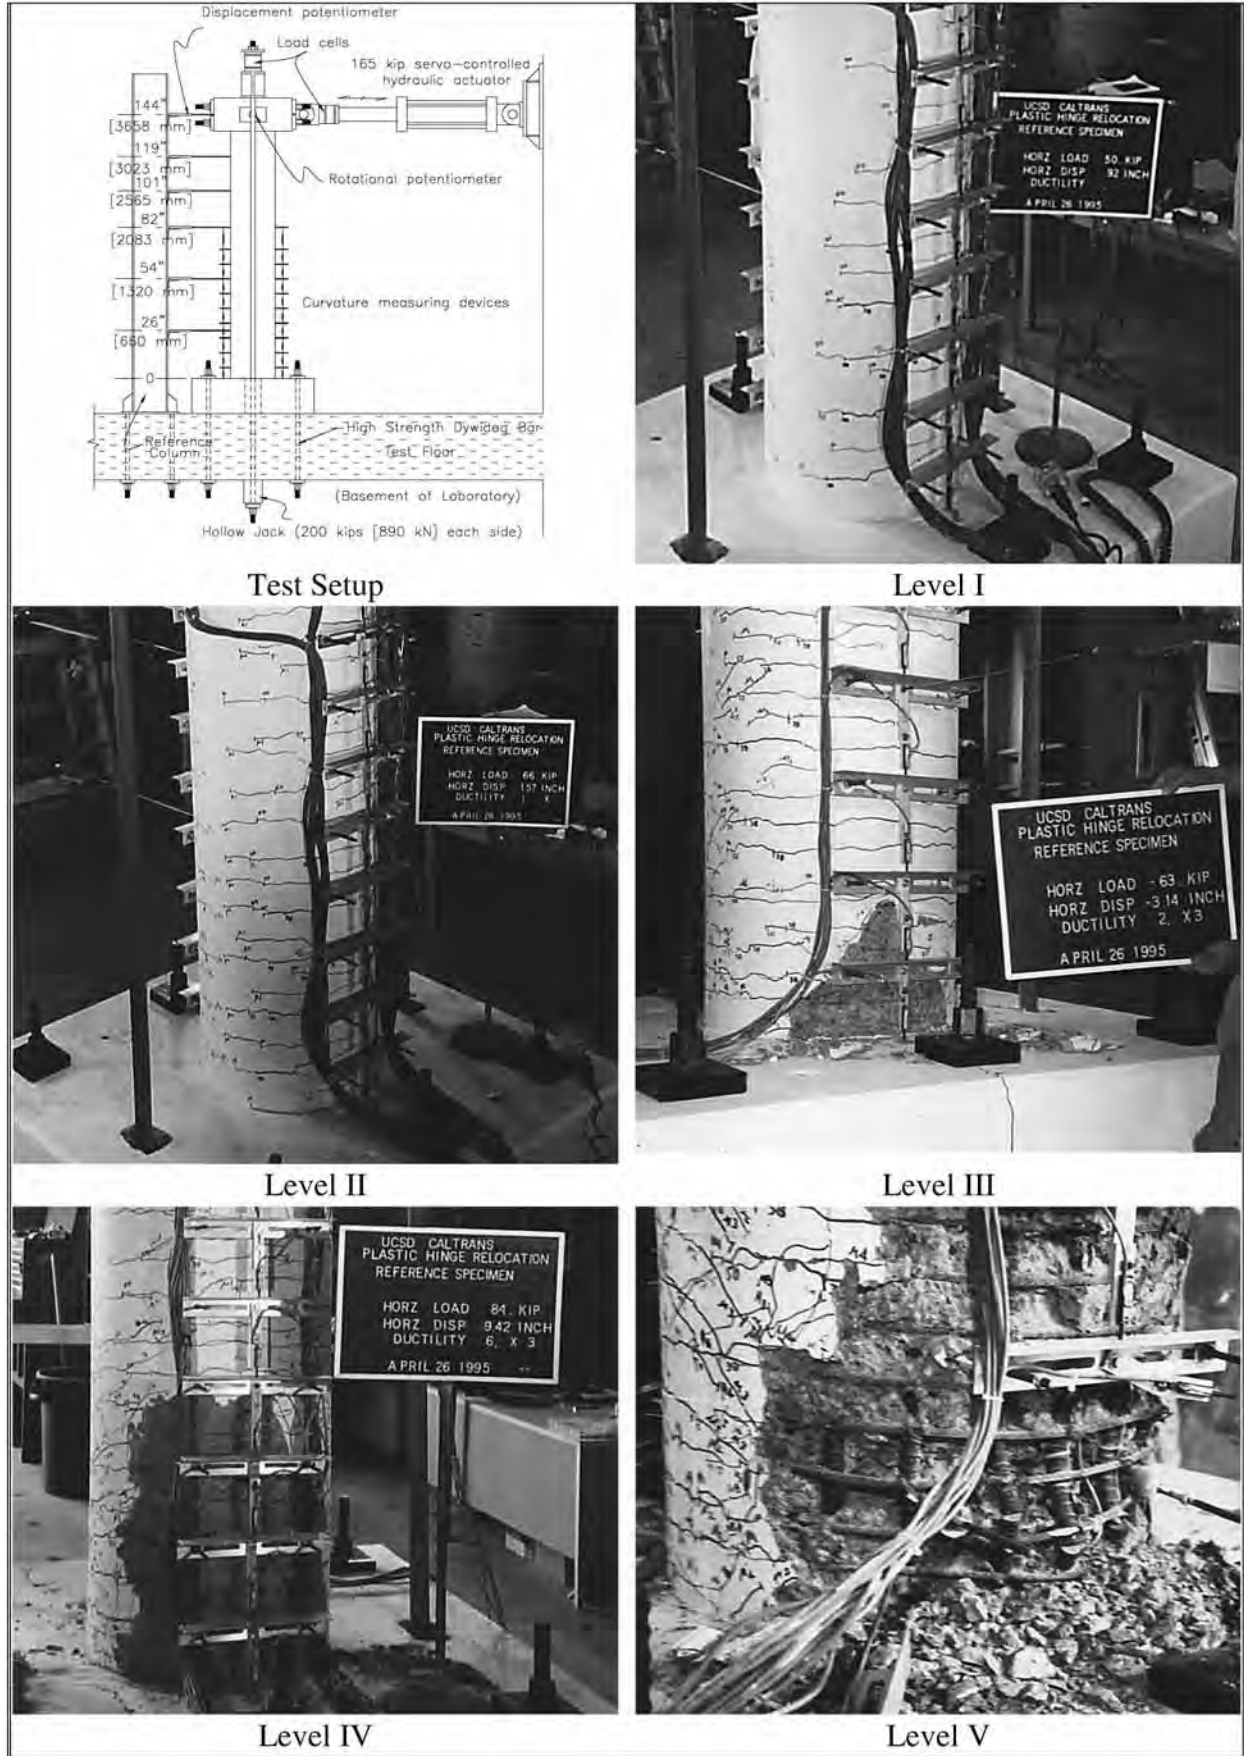 Displacement potentiometer
Load cells
165 kip servo-controlled
hydraulic actuator
144"
[3658 mm]
119"
[3023 mm]
101"
[2565 mm]
Rotational potentiometer
82"
[2083 mm]
54"
[1320 mm]
Curvature measuring devices
26"
[660 mm]
0
Reference
Column
High Strength Dywidag Bar
Test Floor
(Basement of Laboratory)
Hollow Jack (200 kips [890 kN] each side)
Test Setup
UCSD CALTRANS
PLASTIC HINGE RELOCATION
REFERENCE SPECIMEN
HORZ LOAD 50. KIP
HORZ DISP .92 INCH
DUCTILITY
APRIL 26 1995
Level I
UCSD CALTRANS
PLASTIC HINGE RELOCATION
REFERENCE SPECIMEN
HORZ LOAD 66. KIP
HORZ DISP 1.57 INCH
DUCTILITY 1 X
APRIL 26 1995
Level II
UCSD CALTRANS
PLASTIC HINGE RELOCATION
REFERENCE SPECIMEN
HORZ LOAD -63. KIP
HORZ DISP -3.14 INCH
DUCTILITY 2, X 3
APRIL 26 1995
Level III
UCSD CALTRANS
PLASTIC HINGE RELOCATION
REFERENCE SPECIMEN
HORZ LOAD 84. KIP
HORZ DISP 9.42 INCH
DUCTILITY 6, X 3
APRIL 26 1995
Level IV
Level V